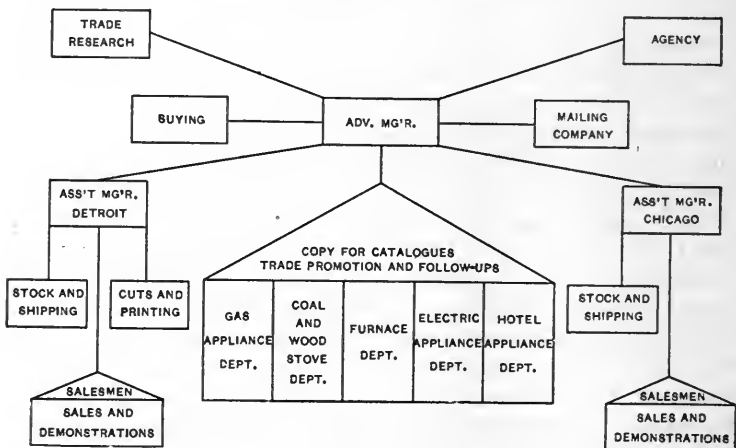 TRADE
RESEARCH
AGENCY
BUYING
ADV. MG'R.
MAILING
COMPANY
ASS'T MG'R.
DETROIT
ASS'T MG'R.
CHICAGO
COPY FOR CATALOGUES
TRADE PROMOTION AND FOLLOW-UPS
STOCK AND
SHIPPING
CUTS AND
PRINTING
GAS
APPLIANCE
DEPT.
COAL
AND
WOOD
STOVE
DEPT.
FURNACE
DEPT.
ELECTRIC
APPLIANCE
DEPT.
HOTEL
APPLIANCE
DEPT.
STOCK AND
SHIPPING
SALESMEN
SALES AND
DEMONSTRATIONS
SALESMEN
SALES AND
DEMONSTRATIONS